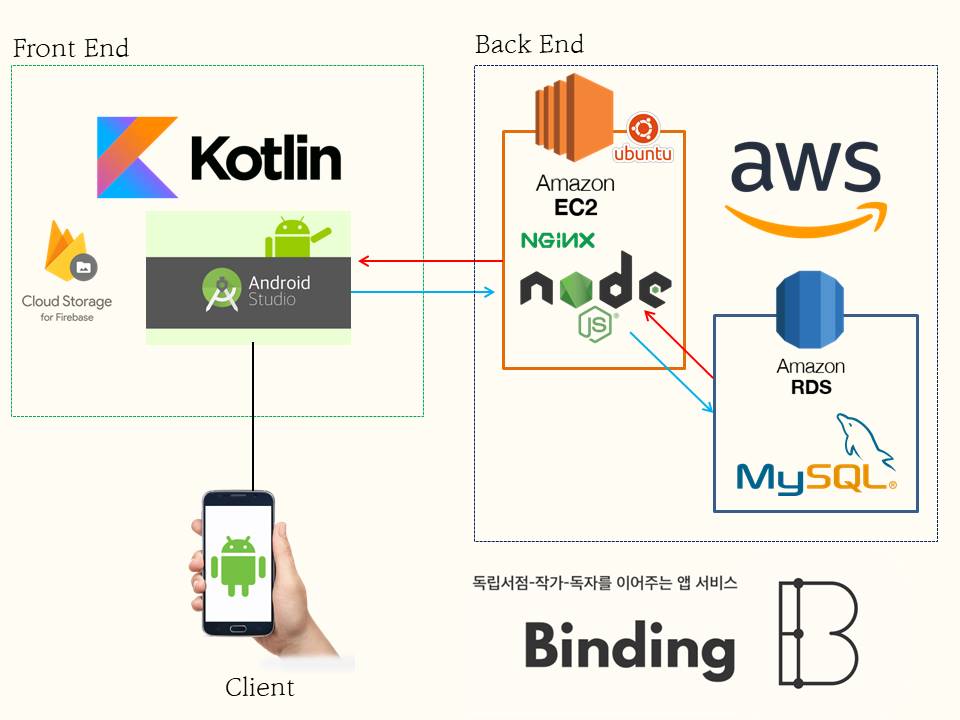 Front End
Back End
Kotlin
Cloud Storage
for Firebase
Android
Studio
ubuntu
Amazon
EC2
NGINX
node
JS®
aws
Amazon
RDS
MySQL®
Client
독립서점-작가-독자를 이어주는 앱 서비스
Binding
B